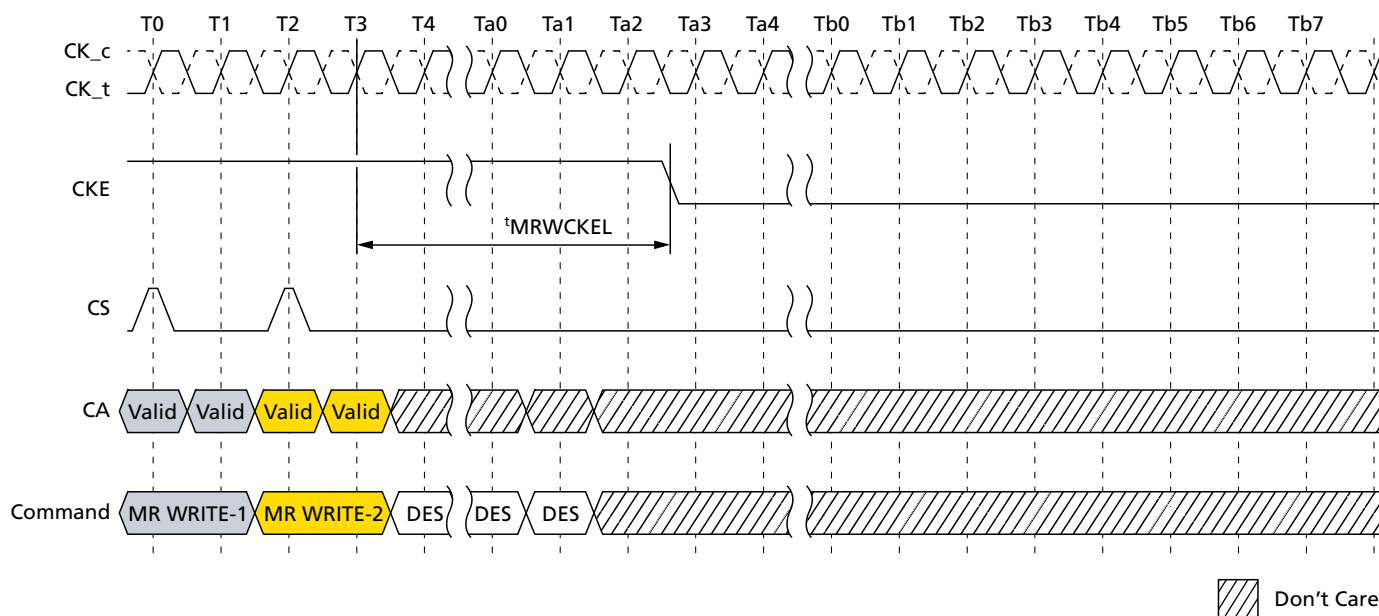 T0 T1 T2 T3 T4 Ta0 Ta1 Ta2 Ta3 Ta4 Tb0 Tb1 Tb2 Tb3 Tb4 Tb5 Tb6 Tb7
CK_c
CK_t
CKE
tMRWCKEL
CS
CA Valid Valid Valid Valid
Command MR WRITE-1 MR WRITE-2 DES DES DES
Don't Care